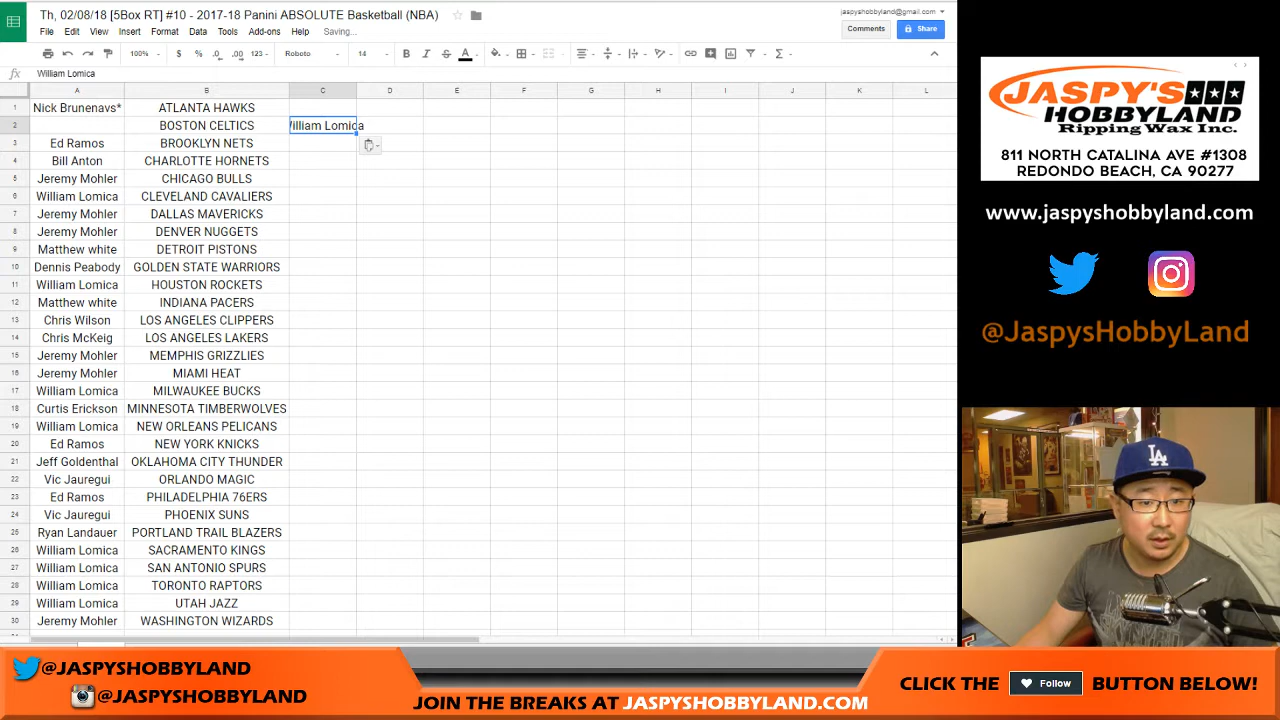 Th, 02/08/18 [5Box RT] #10 - 2017-18 Panini ABSOLUTE Basketball (NBA)
jaspyshobbyland@gmail.com
File Edit View Insert Format Data Tools Add-ons Help Saving...
Comments
Share
100% $ % .0 .00 123 Roboto 14 B I S A
fx William Lomica
A B C D E F G H I J K L
1 Nick Brunenavs* ATLANTA HAWKS
2 BOSTON CELTICS William Lomica
3 Ed Ramos BROOKLYN NETS
4 Bill Anton CHARLOTTE HORNETS
5 Jeremy Mohler CHICAGO BULLS
6 William Lomica CLEVELAND CAVALIERS
7 Jeremy Mohler DALLAS MAVERICKS
8 Jeremy Mohler DENVER NUGGETS
9 Matthew white DETROIT PISTONS
10 Dennis Peabody GOLDEN STATE WARRIORS
11 William Lomica HOUSTON ROCKETS
12 Matthew white INDIANA PACERS
13 Chris Wilson LOS ANGELES CLIPPERS
14 Chris McKeig LOS ANGELES LAKERS
15 Jeremy Mohler MEMPHIS GRIZZLIES
16 Jeremy Mohler MIAMI HEAT
17 William Lomica MILWAUKEE BUCKS
18 Curtis Erickson MINNESOTA TIMBERWOLVES
19 William Lomica NEW ORLEANS PELICANS
20 Ed Ramos NEW YORK KNICKS
21 Jeff Goldenthal OKLAHOMA CITY THUNDER
22 Vic Jauregui ORLANDO MAGIC
23 Ed Ramos PHILADELPHIA 76ERS
24 Vic Jauregui PHOENIX SUNS
25 Ryan Landauer PORTLAND TRAIL BLAZERS
26 William Lomica SACRAMENTO KINGS
27 William Lomica SAN ANTONIO SPURS
28 William Lomica TORONTO RAPTORS
29 William Lomica UTAH JAZZ
30 Jeremy Mohler WASHINGTON WIZARDS
JASPY'S
HOBBYLAND
Ripping Wax Inc.
811 NORTH CATALINA AVE #1308
REDONDO BEACH, CA 90277
www.jaspyshobbyland.com
@JaspysHobbyLand
LA
@JASPYSHOBBYLAND
@JASPYSHOBBYLAND
JOIN THE BREAKS AT JASPYSHOBBYLAND.COM
CLICK THE Follow BUTTON BELOW!